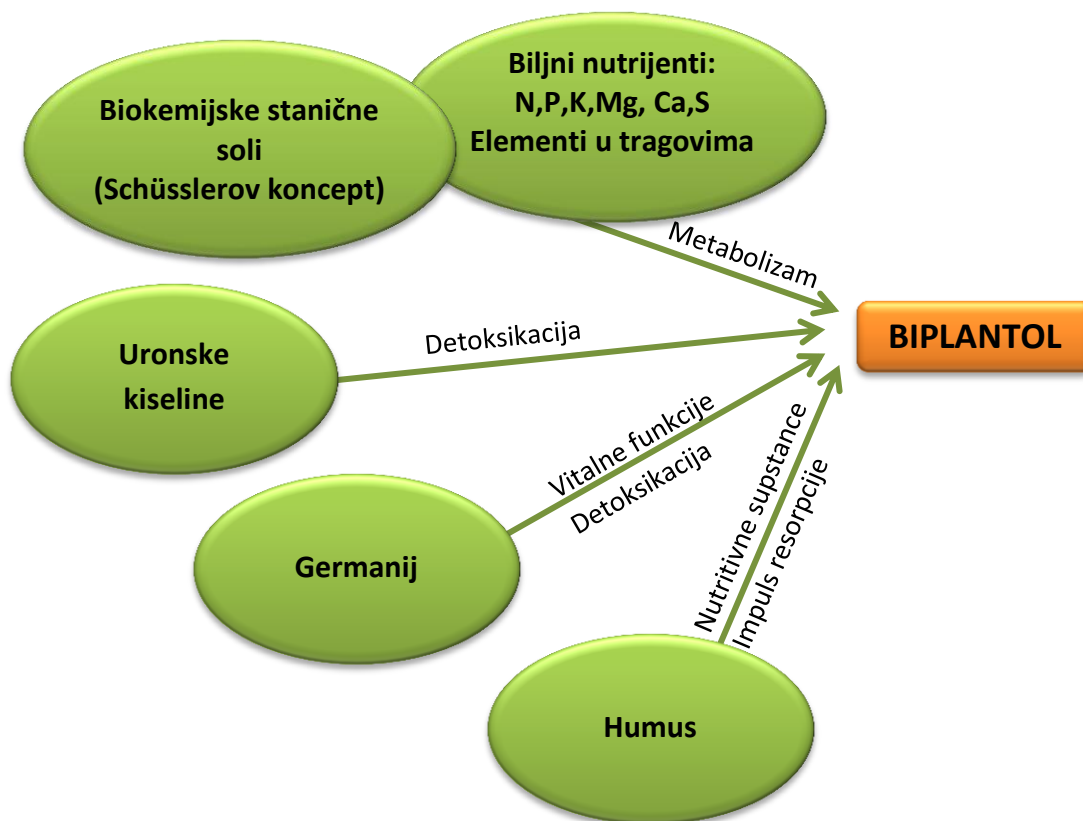 Biljni nutrijenti:
N,P,K,Mg, Ca,S
Elementi u tragovima
Biokemijske stanične
soli
(Schüsslerov koncept)
Metabolizam
Uronske
kiseline
Detoksikacija
BIPLANTOL
Vitalne funkcije
Detoksikacija
Germanij
Nutritivne supstance
Impuls resorpcije
Humus